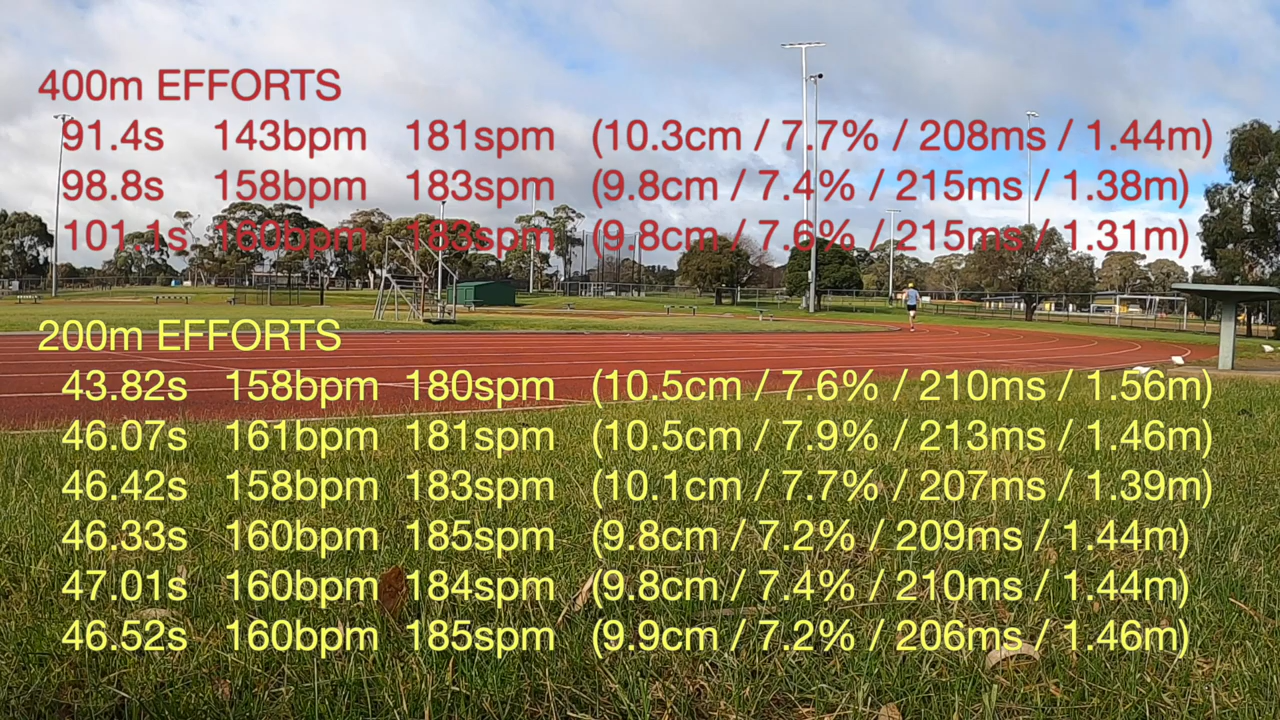 400m EFFORTS
91.4s 143bpm 181spm (10.3cm / 7.7% / 208ms / 1.44m)
98.8s 158bpm 183spm (9.8cm / 7.4% / 215ms / 1.38m)
101.1s 160bpm 183spm (9.8cm / 7.6% / 215ms / 1.31m)
200m EFFORTS
43.82s 158bpm 180spm (10.5cm / 7.6% / 210ms / 1.56m)
46.07s 161bpm 181spm (10.5cm / 7.9% / 213ms / 1.46m)
46.42s 158bpm 183spm (10.1cm / 7.7% / 207ms / 1.39m)
46.33s 160bpm 185spm (9.8cm / 7.2% / 209ms / 1.44m)
47.01s 160bpm 184spm (9.8cm / 7.4% / 210ms / 1.44m)
46.52s 160bpm 185spm (9.9cm / 7.2% / 206ms / 1.46m)